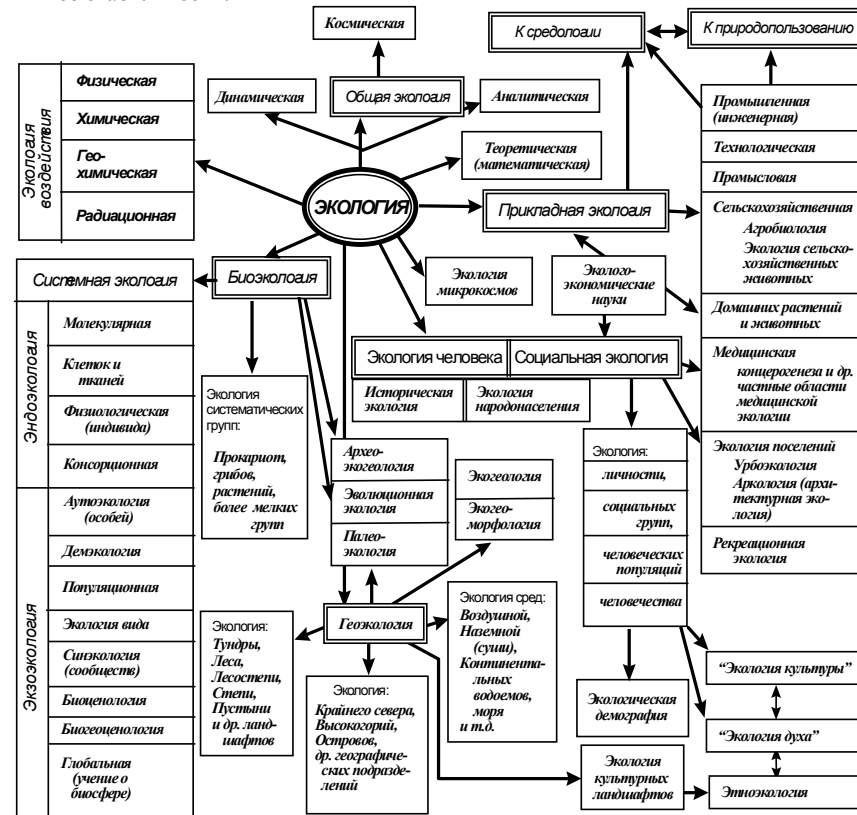 Космическая
К средологии
К природопользованию
Экология
воздействия
Физическая
Химическая
Гео-
химическая
Радиационная
Динамическая
Общая экология
Аналитическая
Теоретическая
(математическая)
ЭКОЛОГИЯ
Прикладная экология
Промышленная
(инженерная)
Технологическая
Промысловая
Сельскохозяйственная
Агробиология
Экология сельско-
хозяйственных
животных
Домашних растений
и животных
Медицинская
концерогенеза и др.
частные области
медицинской
экологии
Экология поселений
Урбоэкология
Аркология (архи-
тектурная эко-
логия)
Рекреационная
экология
Системная экология
Биоэкология
Экология
микрокосмов
Эколого-
экономические
науки
Эндоэкология
Молекулярная
Клеток и
тканей
Физиологическая
(индивида)
Консорционная
Экзоэкология
Аутоэкология
(особей)
Демэкология
Популяционная
Экология вида
Синэкология
(сообществ)
Биоценология
Биогеоценология
Глобальная
(учение о
биосфере)
Экология
систематических
групп:
Прокариот,
грибов,
растений,
более мелких
групп
Экология человека
Социальная экология
Историческая
экология
Экология
народонаселения
Архео-
экогеология
Эволюционная
экология
Палео-
экология
Экогеология
Экогео-
морфология
Экология:
личности,
социальных
групп,
человеческих
популяций
человечества
Геоэкология
Экология:
Тундры,
Леса,
Лесостепи,
Степи,
Пустыни
и др. ланд-
шафтов
Экология:
Крайнего севера,
Высокогорий,
Островов,
др. географиче-
ских подразде-
лений
Экология сред:
Воздушной,
Наземной
(суши),
Континента-
льных
водоемов,
моря
и т.д.
Экологическая
демография
"Экология культуры"
"Экология духа"
Экология
культурных
ландшафтов
Этноэкология